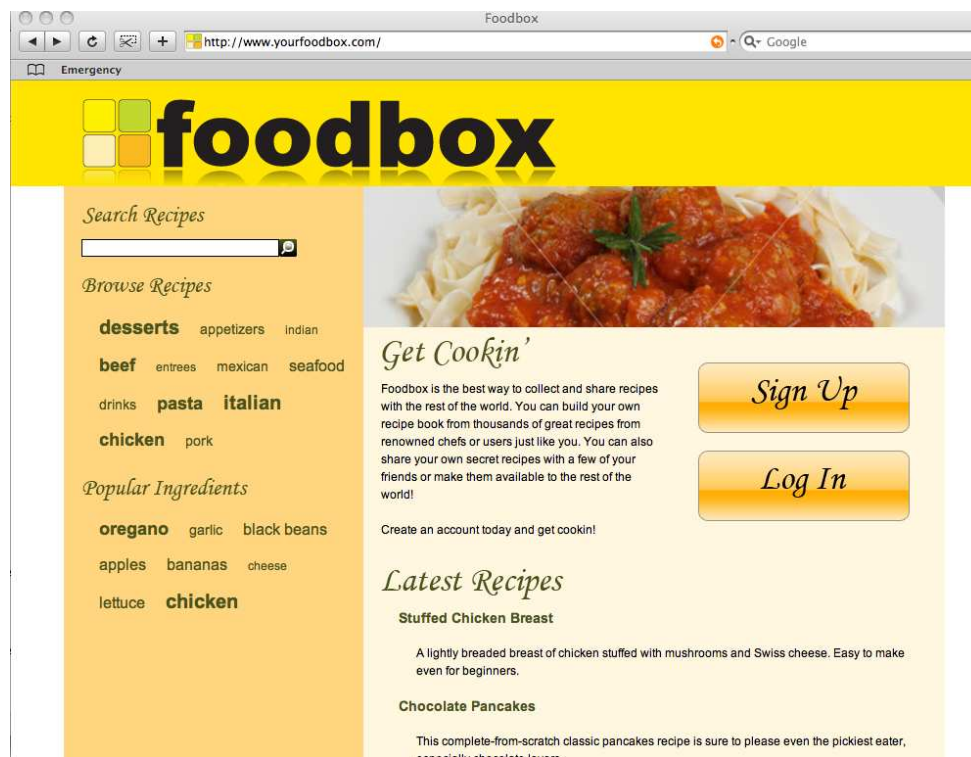 Foodbox
http://www.yourfoodbox.com/
Google
Emergency
foodbox
Search Recipes
Browse Recipes
desserts appetizers indian
beef entrees mexican seafood
drinks pasta italian
chicken pork
Popular Ingredients
oregano garlic black beans
apples bananas cheese
lettuce chicken
Get Cookin'
Foodbox is the best way to collect and share recipes
with the rest of the world. You can build your own
recipe book from thousands of great recipes from
renowned chefs or users just like you. You can also
share your own secret recipes with a few of your
friends or make them available to the rest of the
world!
Create an account today and get cookin!
Sign Up
Log In
Latest Recipes
Stuffed Chicken Breast
A lightly breaded breast of chicken stuffed with mushrooms and Swiss cheese. Easy to make
even for beginners.
Chocolate Pancakes
This complete-from-scratch classic pancakes recipe is sure to please even the pickiest eater,